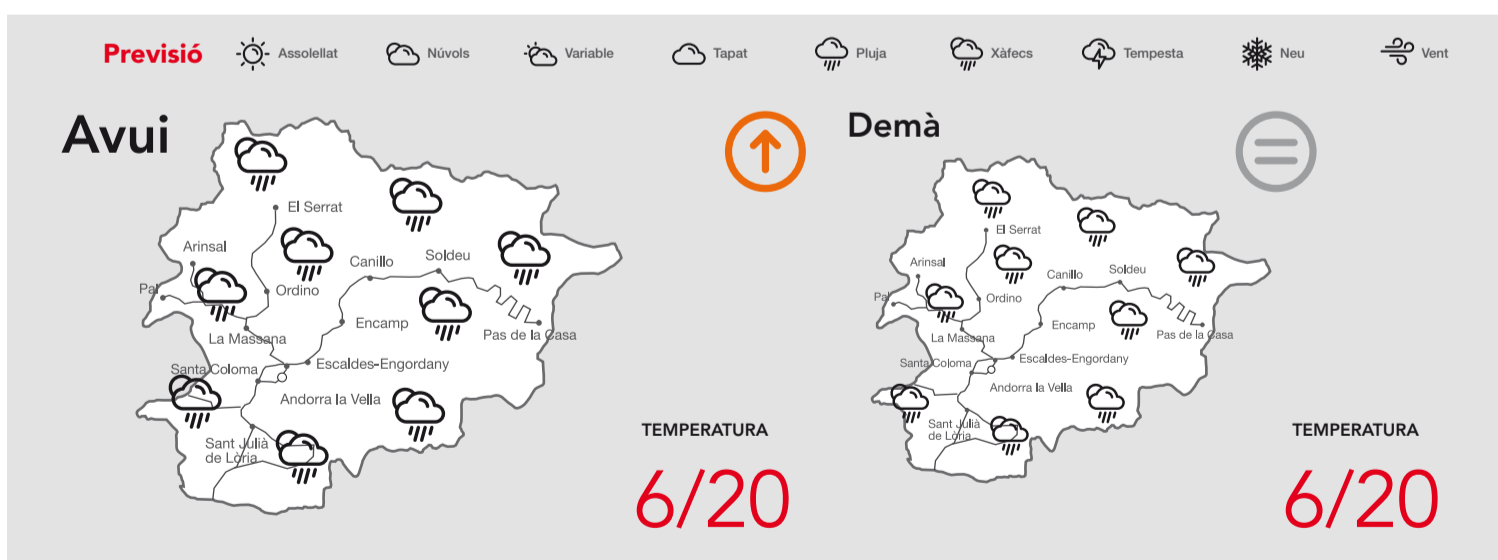 Previsió
Assolellat
Núvols
Variable
Tapat
Pluja
Xàfecs
Tempesta
Neu
Vent
Avui
El Serrat
Arinsal
Soldeu
Canillo
Pal
Ordino
Encamp
Pas de la Casa
La Massana
Escaldes-Engordany
Santa Coloma
Andorra la Vella
Sant Julià
de Lòria
TEMPERATURA
6/20
Demà
El Serrat
Arinsal
Soldeu
Canillo
Pal
Ordino
Encamp
Pas de la Casa
La Massana
Escaldes-Engordany
Santa Coloma
Andorra la Vella
Sant Julià
de Lòria
TEMPERATURA
6/20